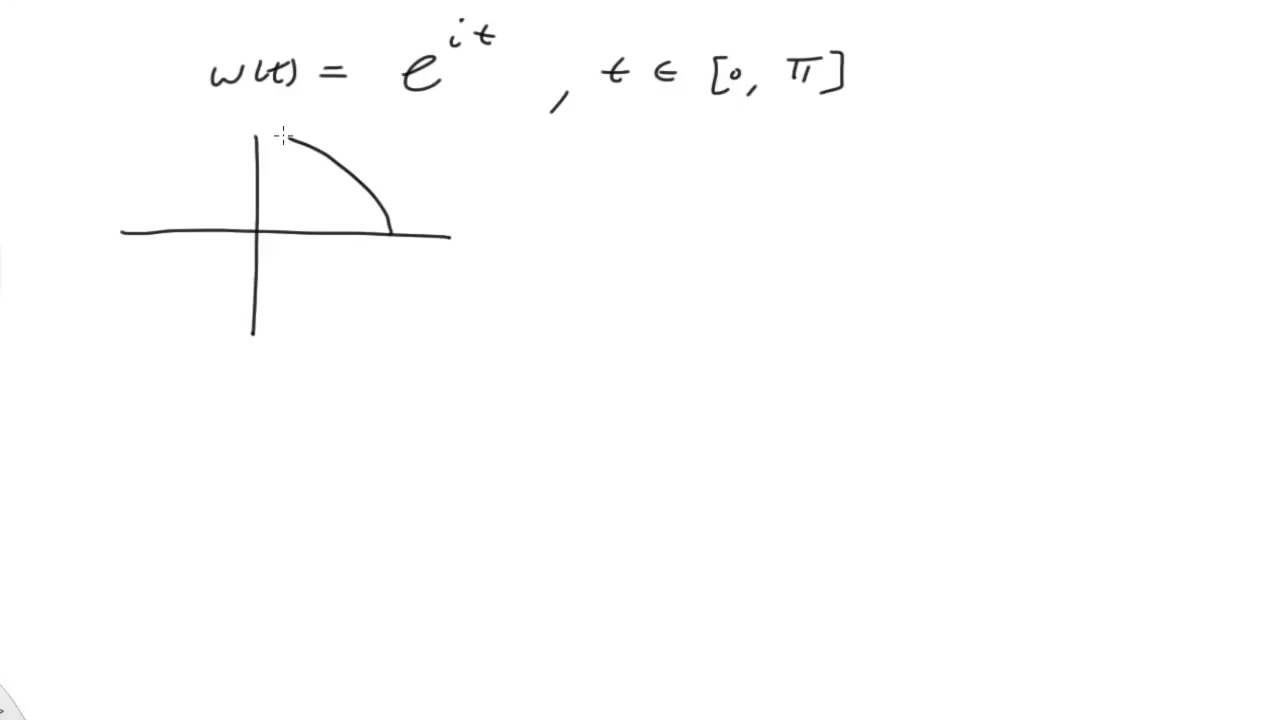 w(t) = e^{it} , t ∈ [0, π]